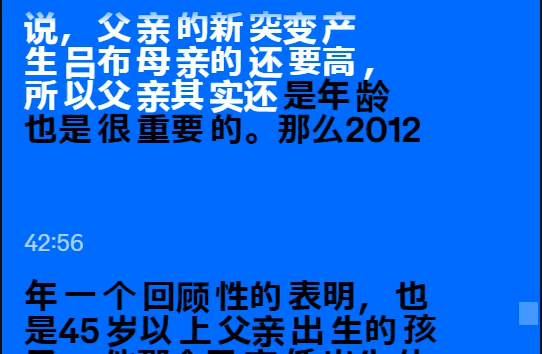 说，父亲的新突变产
生吕布母亲的还要高，
所以父亲其实还是年龄
也是很重要的。那么2012
42:56
年一个回顾性的表明，也
是45岁以上父亲出生的孩